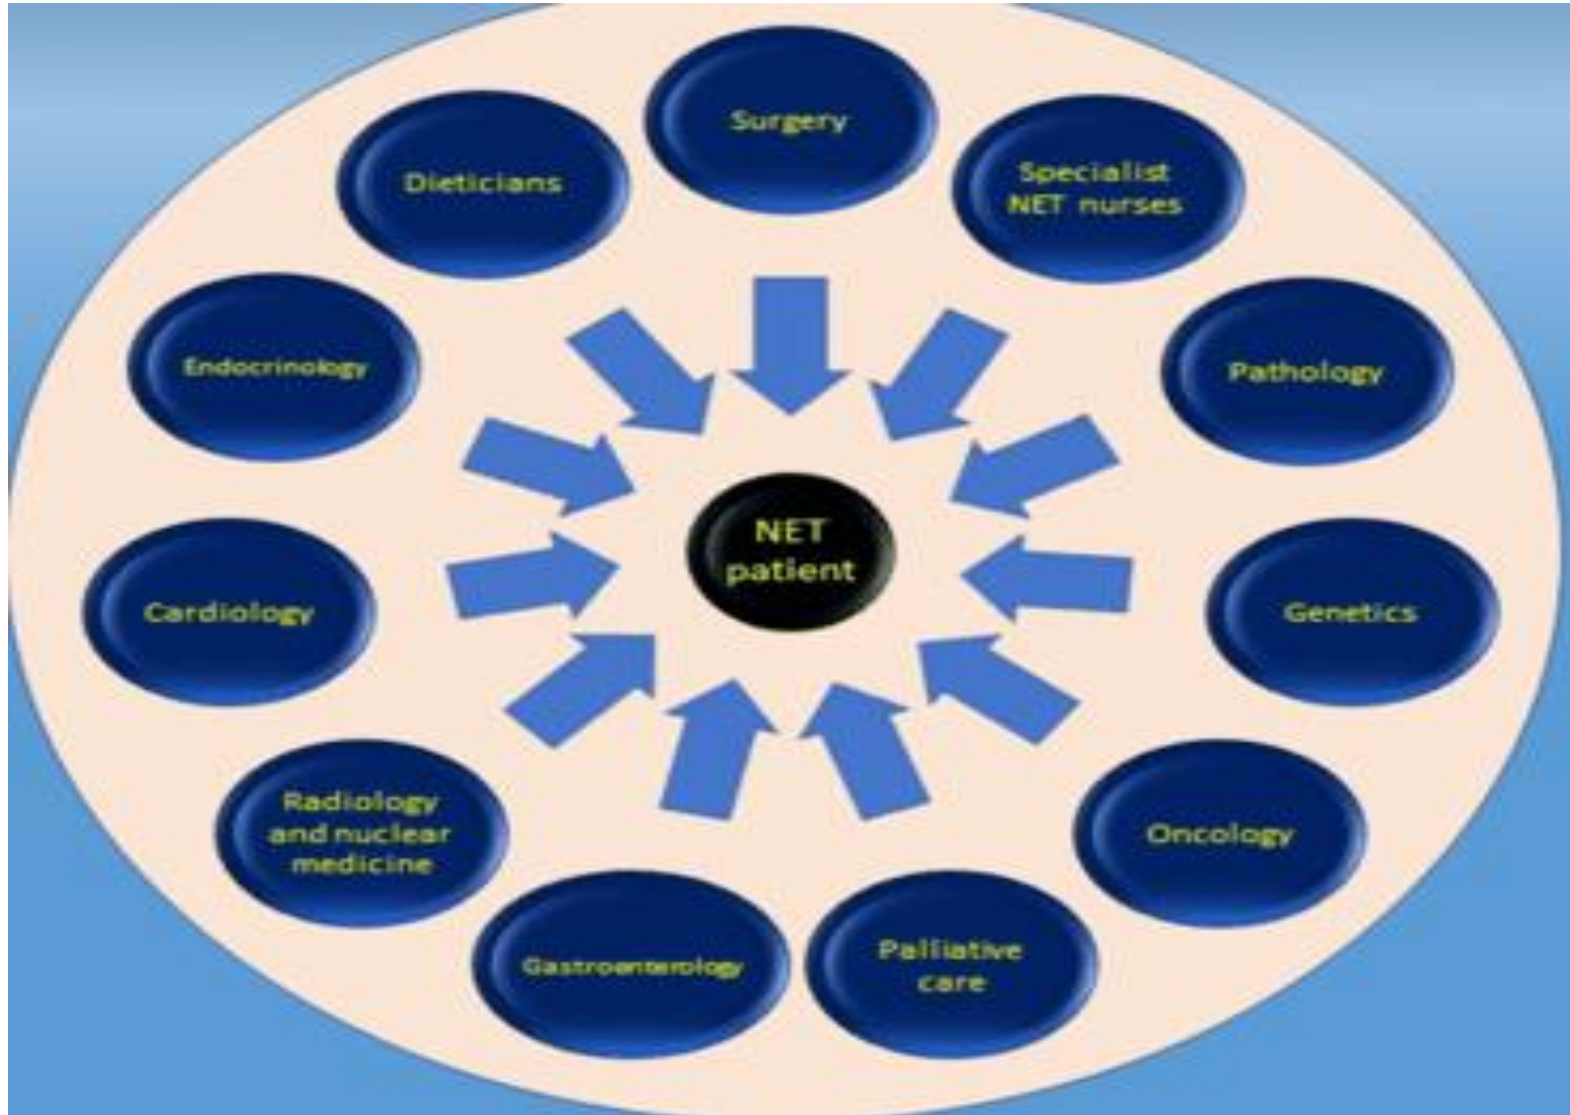 Surgery
Specialist
NET nurses
Pathology
Genetics
Oncology
Palliative
care
Gastroenterology
Radiology
and nuclear
medicine
Cardiology
Endocrinology
Dieticians
NET
patient